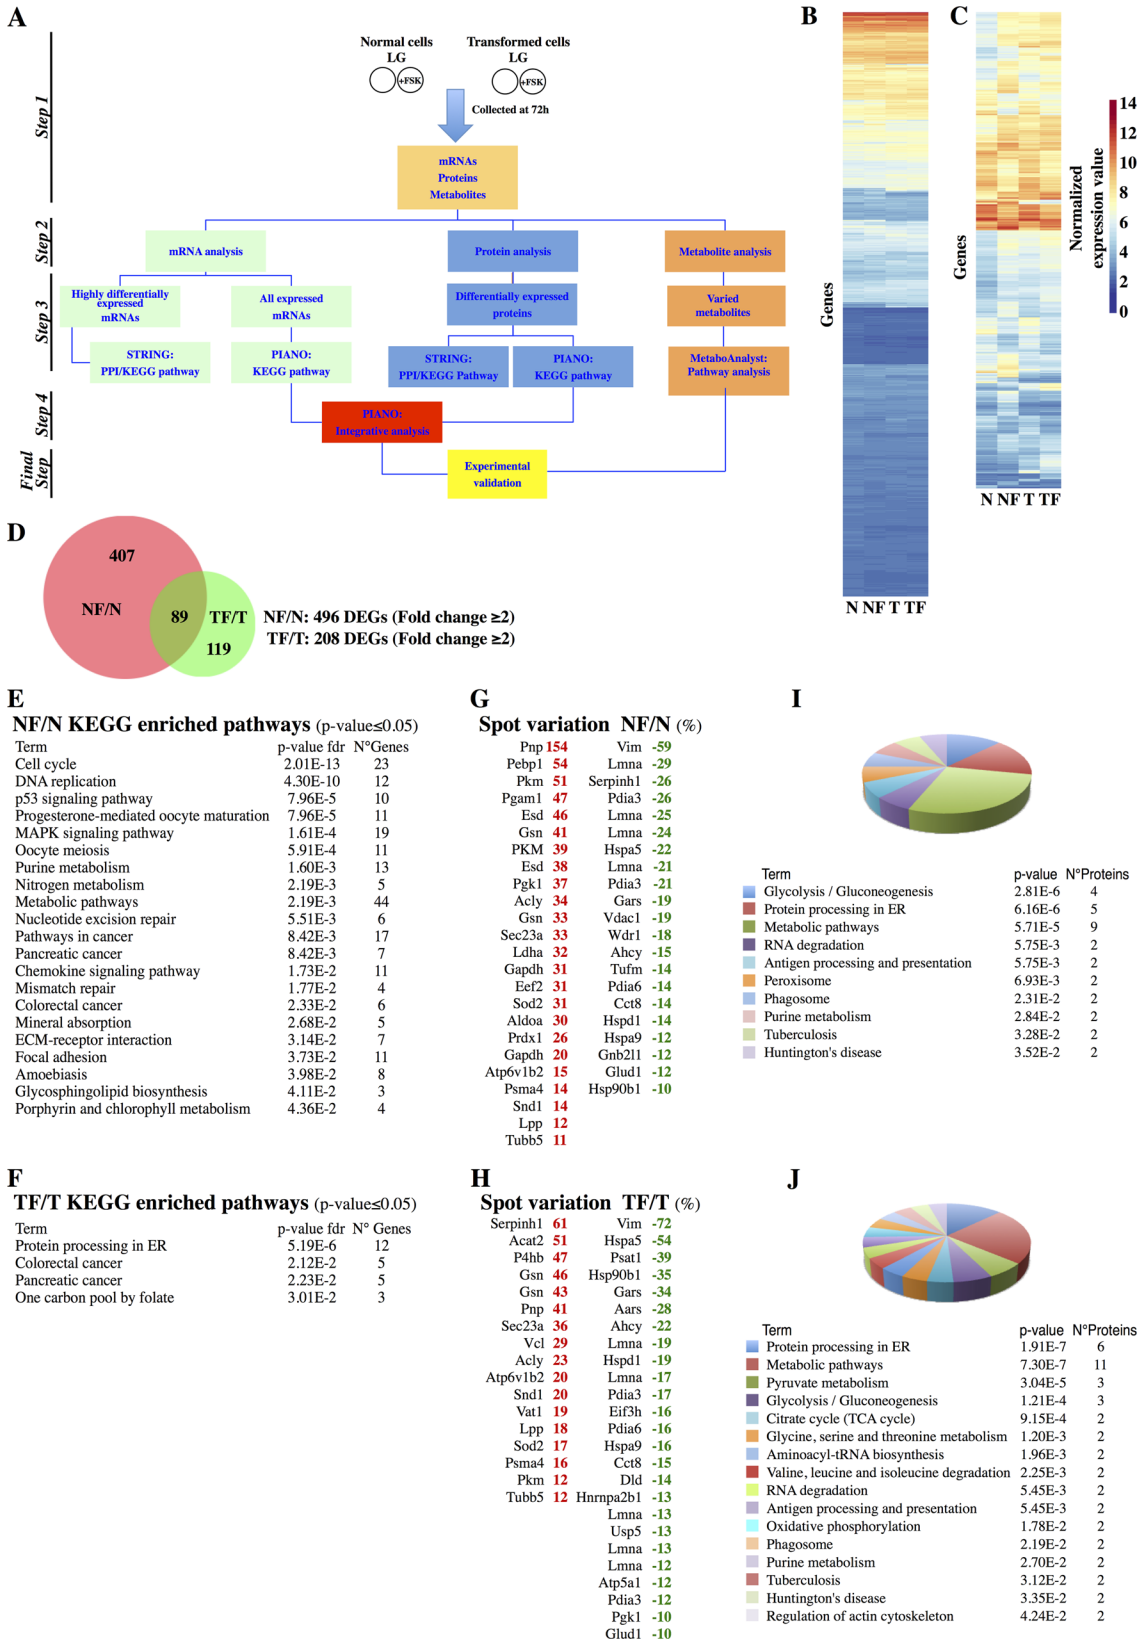 A
Normal cells
LG
+FSK
Transformed cells
LG
+FSK
Collected at 72h
Step 1
mRNAs
Proteins
Metabolites
Step 2
mRNA analysis
Protein analysis
Metabolite analysis
Step 3
Highly differentially
expressed
mRNAs
All expressed
mRNAs
Differentially expressed
proteins
Varied
metabolites
STRING:
PPI/KEGG pathway
PIANO:
KEGG pathway
STRING:
PPI/KEGG Pathway
PIANO:
KEGG pathway
MetaboAnalyst:
Pathway analysis
Step 4
PIANO:
Integrative analysis
Final
Step
Experimental
validation
B
Genes
N NF T TF
C
Genes
N NF T TF
Normalized
expression value
14
12
10
8
6
4
2
0
D
407
NF/N
89
TF/T
119
NF/N: 496 DEGs (Fold change ≥2)
TF/T: 208 DEGs (Fold change ≥2)
E
NF/N KEGG enriched pathways (p-value≤0.05)
Term p-value fdr N°Genes
Cell cycle 2.01E-13 23
DNA replication 4.30E-10 12
p53 signaling pathway 7.96E-5 10
Progesterone-mediated oocyte maturation 7.96E-5 11
MAPK signaling pathway 1.61E-4 19
Oocyte meiosis 5.91E-4 11
Purine metabolism 1.60E-3 13
Nitrogen metabolism 2.19E-3 5
Metabolic pathways 2.19E-3 44
Nucleotide excision repair 5.51E-3 6
Pathways in cancer 8.42E-3 17
Pancreatic cancer 8.42E-3 7
Chemokine signaling pathway 1.73E-2 11
Mismatch repair 1.77E-2 4
Colorectal cancer 2.33E-2 6
Mineral absorption 2.68E-2 5
ECM-receptor interaction 3.14E-2 7
Focal adhesion 3.73E-2 11
Amoebiasis 3.98E-2 8
Glycosphingolipid biosynthesis 4.11E-2 3
Porphyrin and chlorophyll metabolism 4.36E-2 4
F
TF/T KEGG enriched pathways (p-value≤0.05)
Term p-value fdr N° Genes
Protein processing in ER 5.19E-6 12
Colorectal cancer 2.12E-2 5
Pancreatic cancer 2.23E-2 5
One carbon pool by folate 3.01E-2 3
G
Spot variation NF/N (%)
Pnp 154 Vim -59
Pebp1 54 Lmna -29
Pkm 51 Serpinh1 -26
Pgam1 47 Pdia3 -26
Esd 46 Lmna -25
Gsn 41 Lmna -24
PKM 39 Hspa5 -22
Esd 38 Lmna -21
Pgk1 37 Pdia3 -21
Acly 34 Gars -19
Gsn 33 Vdac1 -19
Sec23a 33 Wdr1 -18
Ldha 32 Ahcy -15
Gapdh 31 Tufm -14
Eef2 31 Pdia6 -14
Sod2 31 Cct8 -14
Aldoa 30 Hspd1 -14
Prdx1 26 Hspa9 -12
Gapdh 20 Gnb2l1 -12
Atp6v1b2 15 Glud1 -12
Psma4 14 Hsp90b1 -10
Snd1 14
Lpp 12
Tubb5 11
H
Spot variation TF/T (%)
Serpinh1 61 Vim -72
Acat2 51 Hspa5 -54
P4hb 47 Psat1 -39
Gsn 46 Hsp90b1 -35
Gsn 43 Gars -34
Pnp 41 Aars -28
Sec23a 36 Ahcy -22
Vcl 29 Lmna -19
Acly 23 Hspd1 -19
Atp6v1b2 20 Lmna -17
Snd1 20 Pdia3 -17
Vat1 19 Eif3h -16
Lpp 18 Pdia6 -16
Sod2 17 Hspa9 -16
Psma4 16 Cct8 -15
Pkm 12 Dld -14
Tubb5 12 Hnrnpa2b1 -13
Lmna -13
Usp5 -13
Lmna -13
Lmna -12
Atp5a1 -12
Pdia3 -12
Pgk1 -10
Glud1 -10
I
Term p-value N°Proteins
Glycolysis / Gluconeogenesis 2.81E-6 4
Protein processing in ER 6.16E-6 5
Metabolic pathways 5.71E-5 9
RNA degradation 5.75E-3 2
Antigen processing and presentation 5.75E-3 2
Peroxisome 6.93E-3 2
Phagosome 2.31E-2 2
Purine metabolism 2.84E-2 2
Tuberculosis 3.28E-2 2
Huntington's disease 3.52E-2 2
J
Term p-value N°Proteins
Protein processing in ER 1.91E-7 6
Metabolic pathways 7.30E-7 11
Pyruvate metabolism 3.04E-5 3
Glycolysis / Gluconeogenesis 1.21E-4 3
Citrate cycle (TCA cycle) 9.15E-4 2
Glycine, serine and threonine metabolism 1.20E-3 2
Aminoacyl-tRNA biosynthesis 1.96E-3 2
Valine, leucine and isoleucine degradation 2.25E-3 2
RNA degradation 5.45E-3 2
Antigen processing and presentation 5.45E-3 2
Oxidative phosphorylation 1.78E-2 2
Phagosome 2.19E-2 2
Purine metabolism 2.70E-2 2
Tuberculosis 3.12E-2 2
Huntington's disease 3.35E-2 2
Regulation of actin cytoskeleton 4.24E-2 2